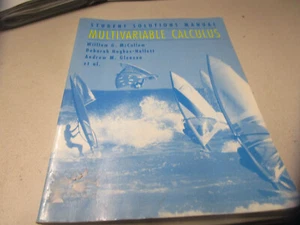 STUDENT SOLUTIONS MANUAL
MULTIVARIABLE CALCULUS
William G. McCallum
Deborah Hughes-Hallett
Andrew M. Gleason
et al.